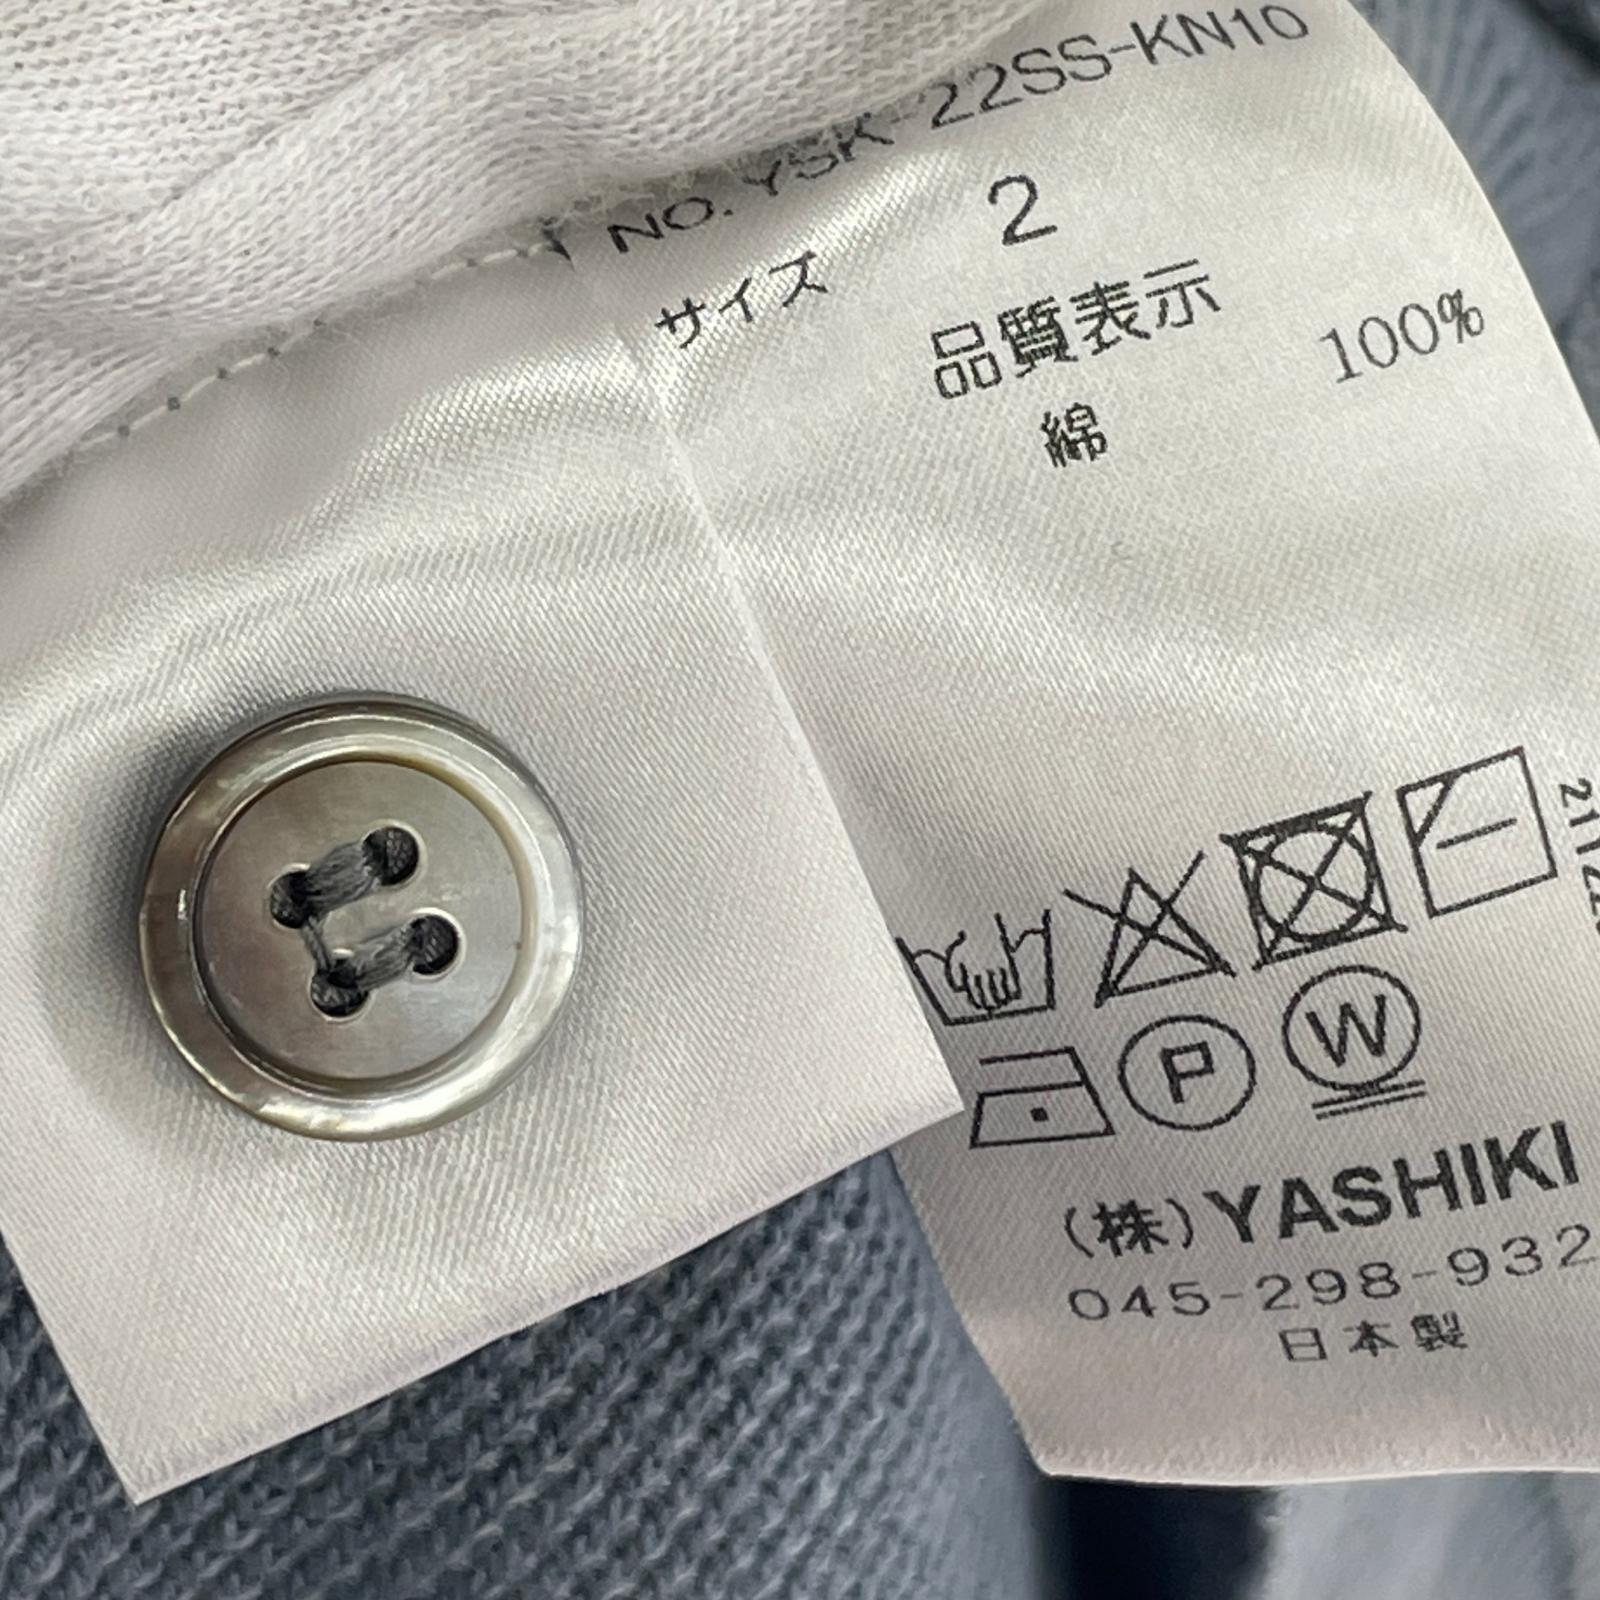 NO. YSK-22SS-KN10
サイズ 2
品質表示
綿 100%
P W
(株) YASHIKI
045-298-932
日本製